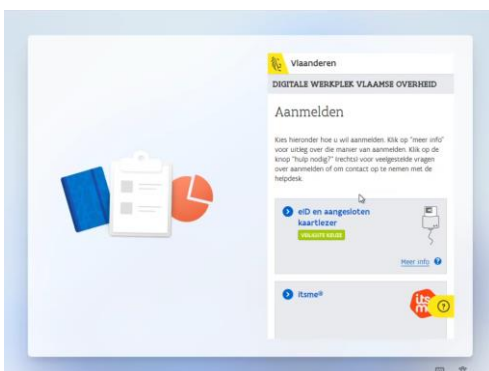 Vlaanderen
DIGITALE WERKPLEK VLAAMSE OVERHEID
Aanmelden
Kies hieronder hoe u wil aanmelden. Klik op "meer info"
voor uitleg over die manier van aanmelden. Klik op de
knop "hulp nodig?" (rechts) voor veelgestelde vragen
over aanmelden of om contact op te nemen met de
helpdesk.
eID en aangesloten
kaartlezer
VEILIGSTE KEUZE
Meer info
itsme®
its
me